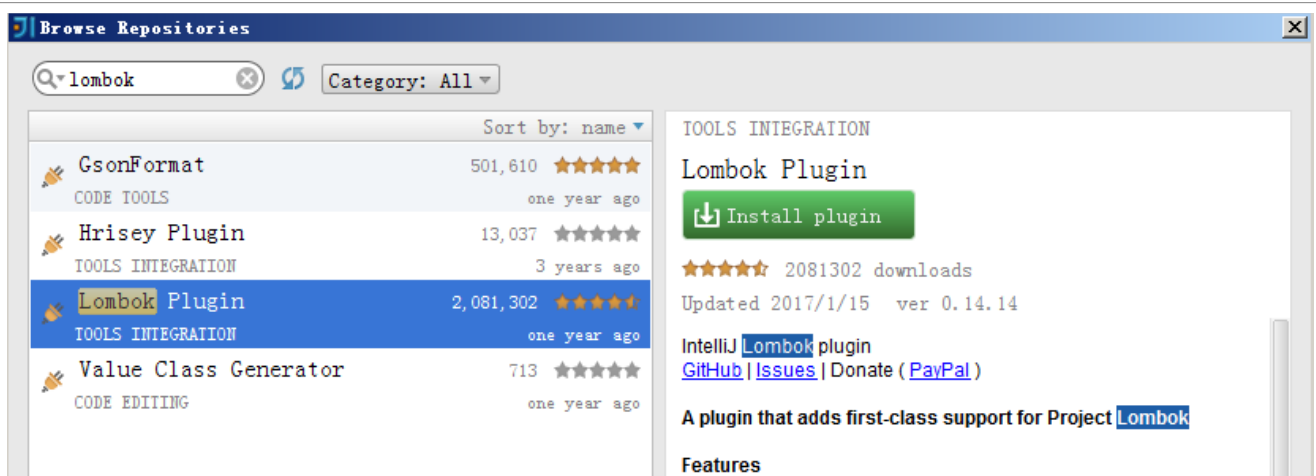 Browse Repositories
lombok
Category: All
Sort by: name
GsonFormat 501,610
CODE TOOLS one year ago
Hrisey Plugin 13,037
TOOLS INTEGRATION 3 years ago
Lombok Plugin 2,081,302
TOOLS INTEGRATION one year ago
Value Class Generator 713
CODE EDITING one year ago
TOOLS INTEGRATION
Lombok Plugin
Install plugin
2081302 downloads
Updated 2017/1/15 ver 0.14.14
IntelliJ Lombok plugin
GitHub | Issues | Donate ( PayPal )
A plugin that adds first-class support for Project Lombok
Features